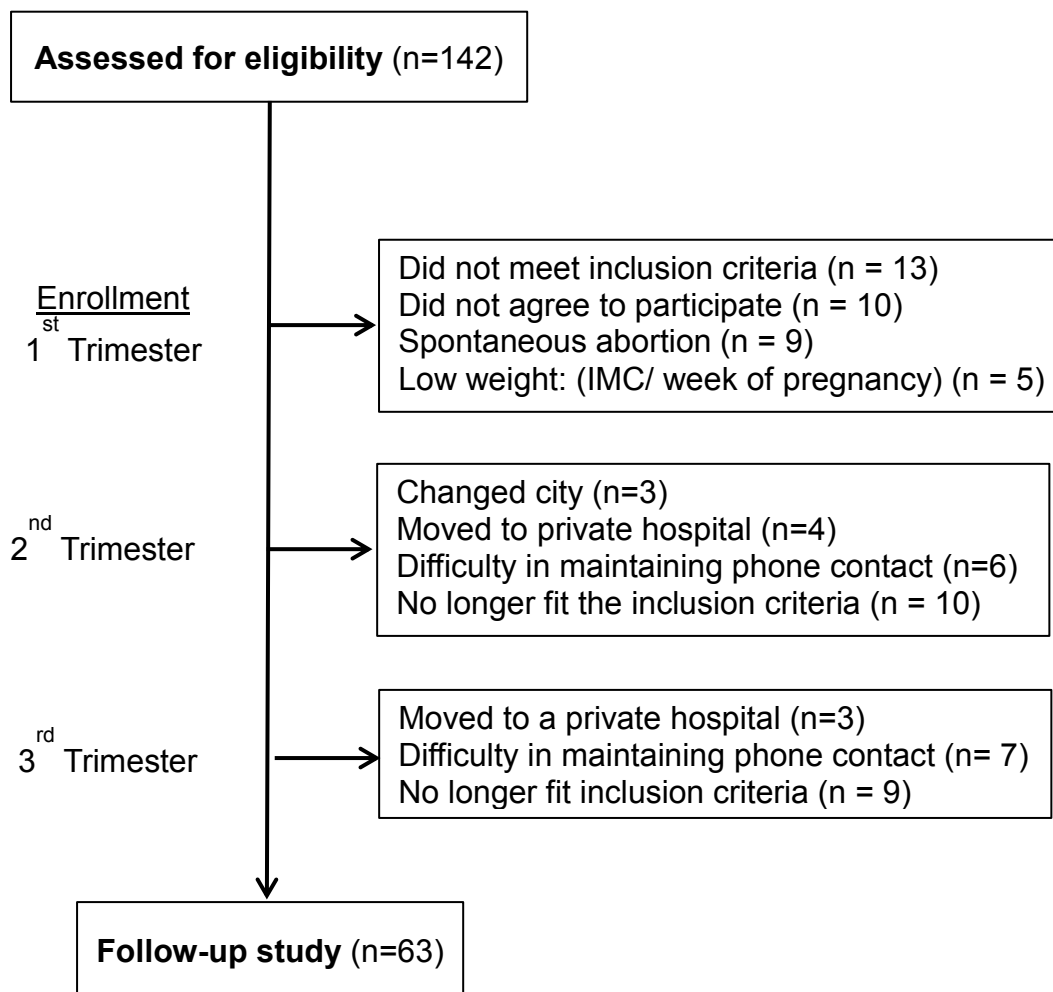 Assessed for eligibility (n=142)
Enrollment
1st Trimester
Did not meet inclusion criteria (n = 13)
Did not agree to participate (n = 10)
Spontaneous abortion (n = 9)
Low weight: (IMC/ week of pregnancy) (n = 5)
2nd Trimester
Changed city (n=3)
Moved to private hospital (n=4)
Difficulty in maintaining phone contact (n=6)
No longer fit the inclusion criteria (n = 10)
3rd Trimester
Moved to a private hospital (n=3)
Difficulty in maintaining phone contact (n= 7)
No longer fit inclusion criteria (n = 9)
Follow-up study (n=63)